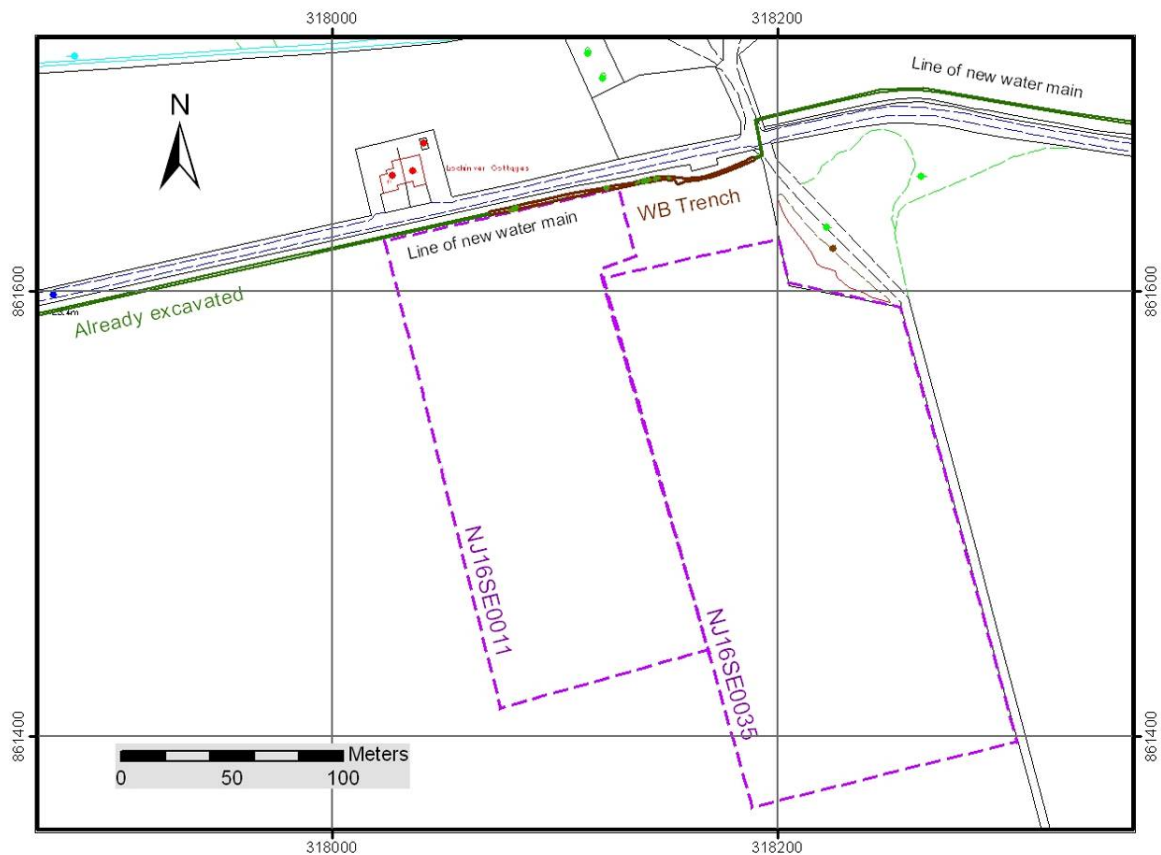 318000
318200
Line of new water main
N
WB Trench
Line of new water main
861600
861600
Already excavated
NJ16SE0011
NJ16SE0035
861400
861400
Meters
0 50 100
318000
318200